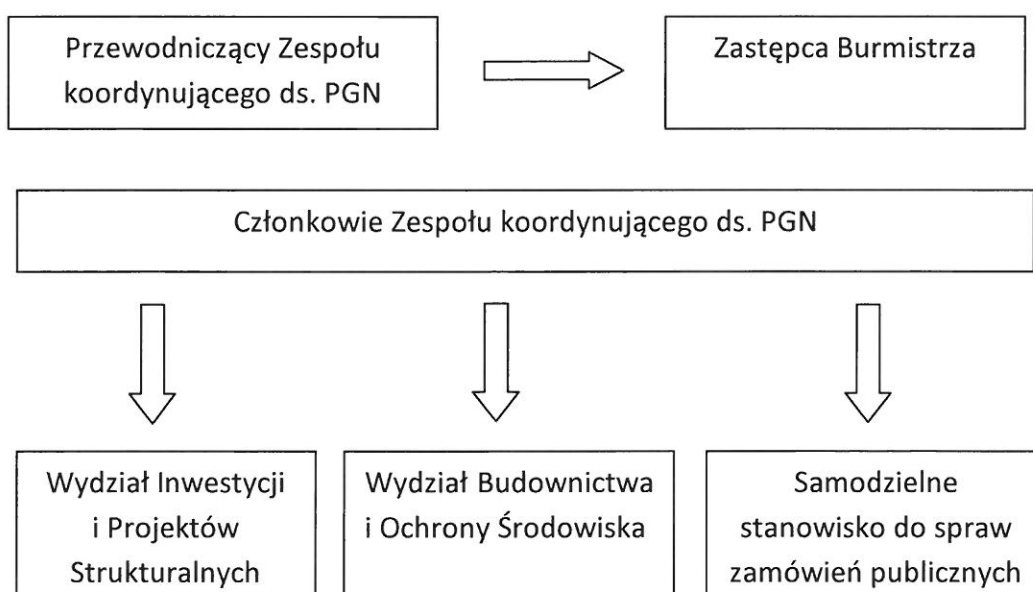 Przewodniczący Zespołu
koordynującego ds. PGN
Zastępca Burmistrza
Członkowie Zespołu koordynującego ds. PGN
Wydział Inwestycji
i Projektów
Strukturalnych
Wydział Budownictwa
i Ochrony Środowiska
Samodzielne
stanowisko do spraw
zamówień publicznych